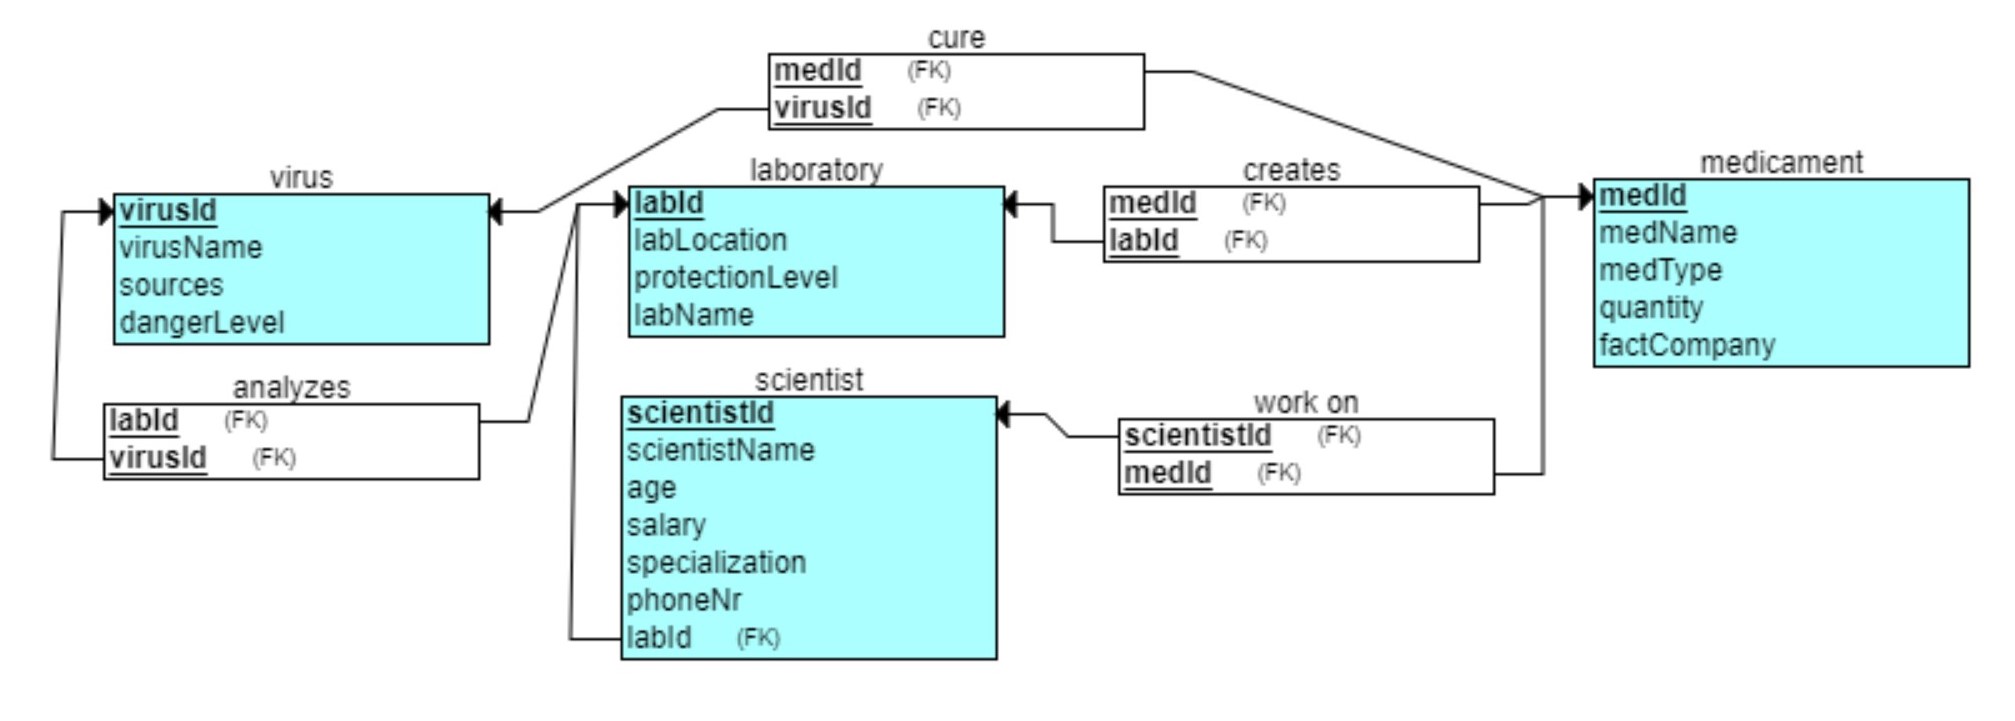 cure
medId (FK)
virusId (FK)
virus
virusId
virusName
sources
dangerLevel
laboratory
labId
labLocation
protectionLevel
labName
creates
medId (FK)
labId (FK)
medicament
medId
medName
medType
quantity
factCompany
analyzes
labId (FK)
virusId (FK)
scientist
scientistId
scientistName
age
salary
specialization
phoneNr
labId (FK)
work on
scientistId (FK)
medId (FK)